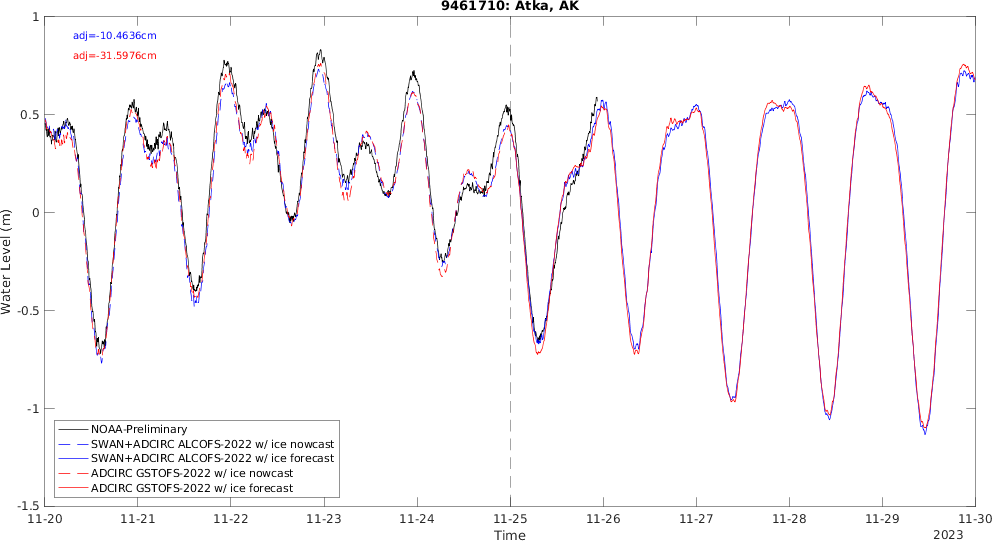 9461710: Atka, AK
adj=-10.4636cm
adj=-31.5976cm
1
0.5
0
-0.5
-1
-1.5
Water Level (m)
NOAA-Preliminary
SWAN+ADCIRC ALCOFS-2022 w/ ice nowcast
SWAN+ADCIRC ALCOFS-2022 w/ ice forecast
ADCIRC GSTOFS-2022 w/ ice nowcast
ADCIRC GSTOFS-2022 w/ ice forecast
11-20 11-21 11-22 11-23 11-24 11-25 11-26 11-27 11-28 11-29 11-30
Time
2023